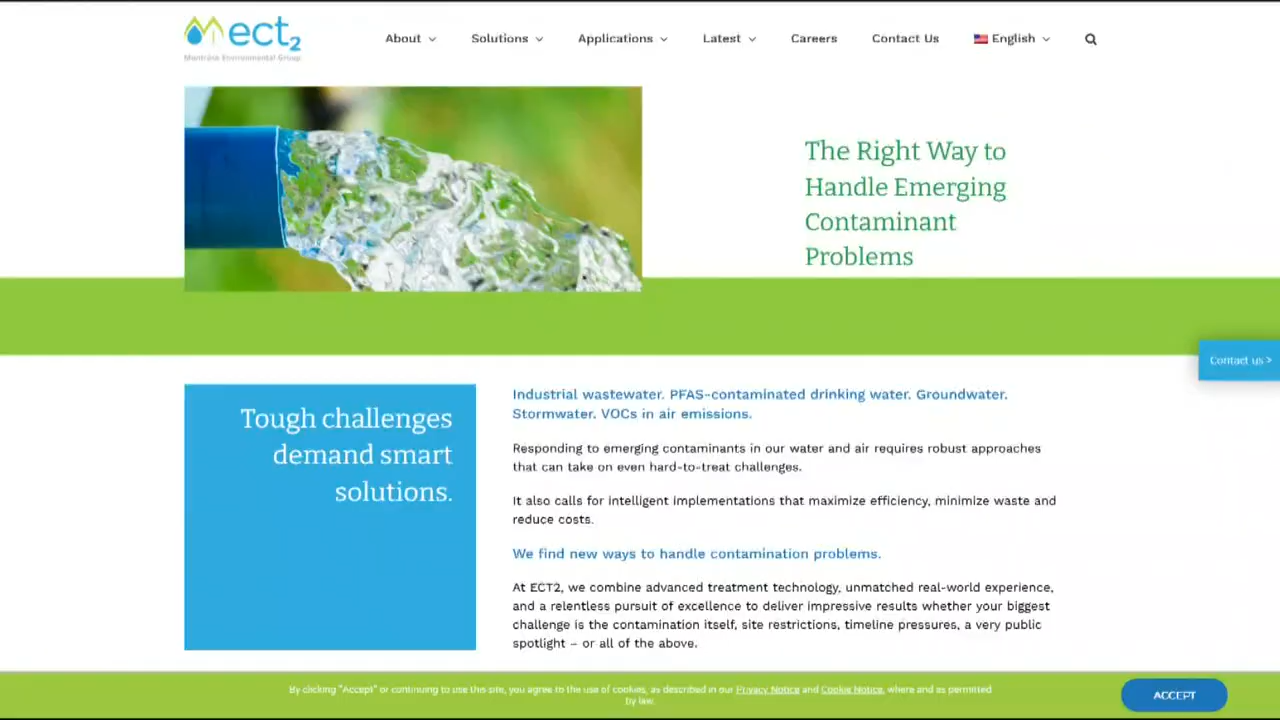 ect2
Montrose Environmental Group
About
Solutions
Applications
Latest
Careers
Contact Us
English
The Right Way to
Handle Emerging
Contaminant
Problems
Contact us >
Tough challenges
demand smart
solutions.
Industrial wastewater. PFAS-contaminated drinking water. Groundwater.
Stormwater. VOCs in air emissions.
Responding to emerging contaminants in our water and air requires robust approaches
that can take on even hard-to-treat challenges.
It also calls for intelligent implementations that maximize efficiency, minimize waste and
reduce costs.
We find new ways to handle contamination problems.
At ECT2, we combine advanced treatment technology, unmatched real-world experience,
and a relentless pursuit of excellence to deliver impressive results whether your biggest
challenge is the contamination itself, site restrictions, timeline pressures, a very public
spotlight – or all of the above.
By clicking "Accept" or continuing to use this site, you agree to the use of cookies, as described in our Privacy Notice and Cookie Notice, where and as permitted
by law.
ACCEPT